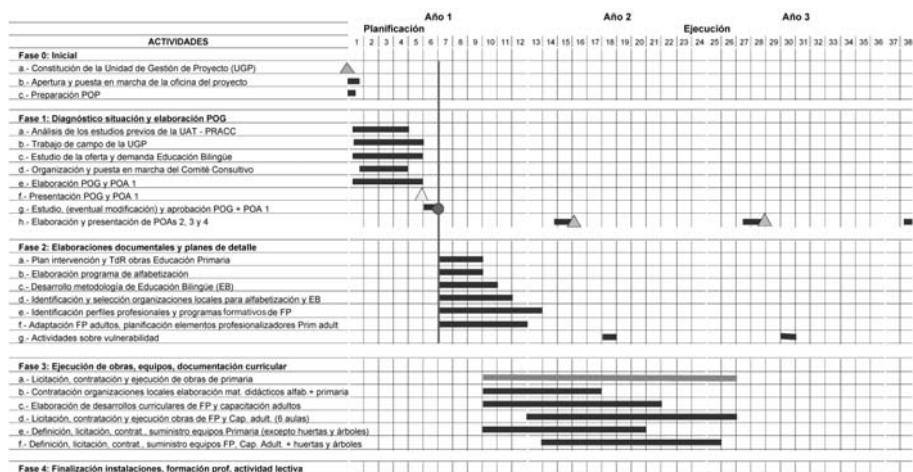 Año 1 Año 2 Año 3
Planificación Ejecución
ACTIVIDADES 1 2 3 4 5 6 7 8 9 10 11 12 13 14 15 16 17 18 19 20 21 22 23 24 25 26 27 28 29 30 31 32 33 34 35 36 37 38
Fase 0: Inicial
a.- Constitución de la Unidad de Gestión de Proyecto (UGP)
b.- Apertura y puesta en marcha de la oficina del proyecto
c.- Preparación POP
Fase 1: Diagnóstico situación y elaboración POG
a.- Análisis de los estudios previos de la UAT - PRACC
b.- Trabajo de campo de la UGP
c.- Estudio de la oferta y demanda Educación Bilingüe
d.- Organización y puesta en marcha del Comité Consultivo
e.- Elaboración POG y POA 1
f.- Presentación POG y POA 1
g.- Estudio, (eventual modificación) y aprobación POG + POA 1
h.- Elaboración y presentación de POAs 2, 3 y 4
Fase 2: Elaboraciones documentales y planes de detalle
a.- Plan intervención y TdR obras Educación Primaria
b.- Elaboración programa de alfabetización
c.- Desarrollo metodología de Educación Bilingüe (EB)
d.- Identificación y selección organizaciones locales para alfabetización y EB
e.- Identificación perfiles profesionales y programas formativos de FP
f.- Adaptación FP adultos, planificación elementos profesionalizadores Prim adult
g.- Actividades sobre vulnerabilidad
Fase 3: Ejecución de obras, equipos, documentación curricular
a.- Licitación, contratación y ejecución de obras de primaria
b.- Contratación organizaciones locales elaboración mat. didácticos alfab.+ primaria
c.- Elaboración de desarrollos curriculares de FP y capacitación adultos
d.- Licitación, contratación y ejecución obras de FP y Cap. adult. (6 aulas)
e.- Definición, licitación, contrat., suministro equipos Primaria (excepto huertas y árboles)
f.- Definición, licitación, contrat., suministro equipos FP, Cap. Adult. + huertas y árboles
Fase 4: Finalización instalaciones, formación prof. actividad lectiva